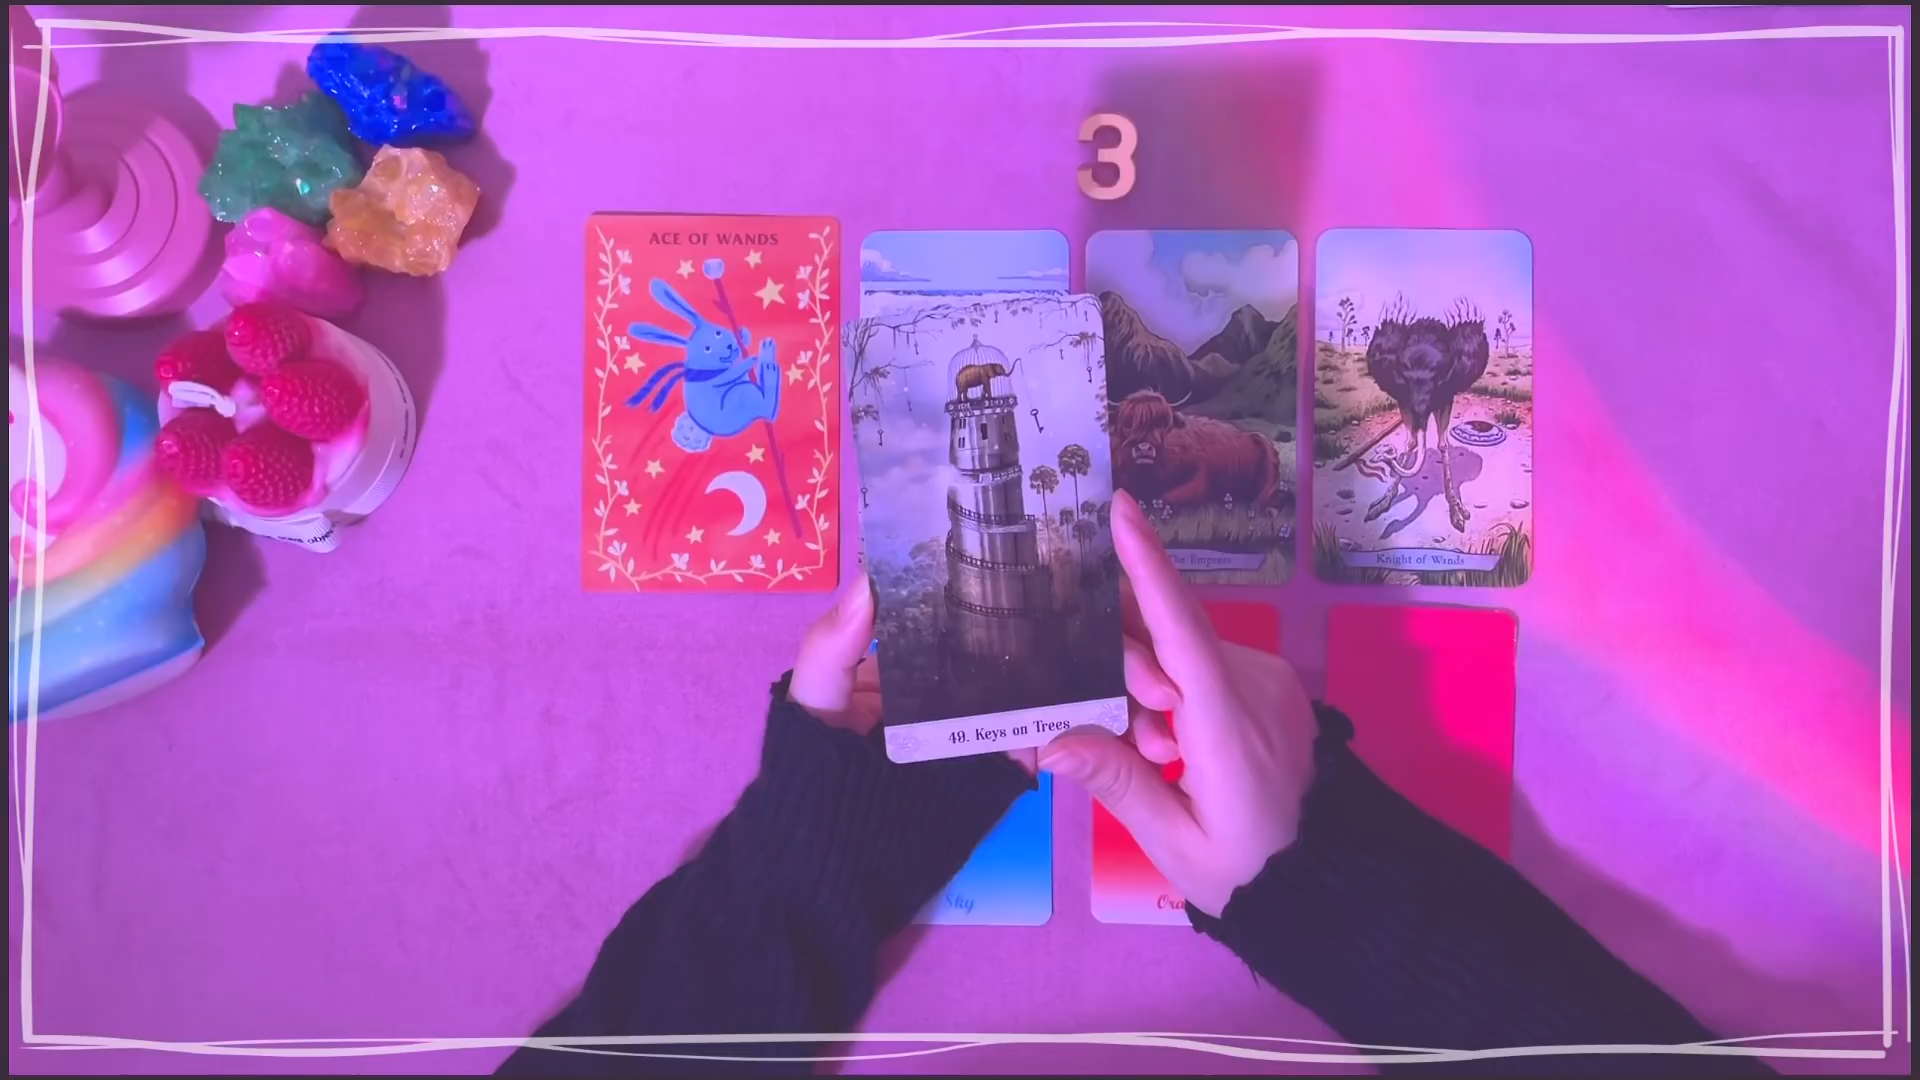 3
ACE OF WANDS
The Empress
Knight of Wands
49. Keys on Trees
Sky